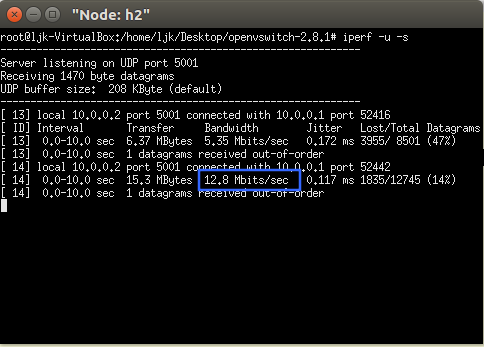 "Node: h2"
root@ljk-VirtualBox:/home/ljk/Desktop/openvswitch-2.8.1# iperf -u -s
------------------------------------------------------------
Server listening on UDP port 5001
Receiving 1470 byte datagrams
UDP buffer size:  208 KByte (default)
------------------------------------------------------------
[ 13] local 10.0.0.2 port 5001 connected with 10.0.0.1 port 52416
[ ID] Interval       Transfer     Bandwidth        Jitter   Lost/Total Datagrams
[ 13]  0.0-10.0 sec  6.37 MBytes  5.35 Mbits/sec   0.172 ms 3955/ 8501 (47%)
[ 13]  0.0-10.0 sec  1 datagrams received out-of-order
[ 14] local 10.0.0.2 port 5001 connected with 10.0.0.1 port 52442
[ 14]  0.0-10.0 sec  15.3 MBytes  12.8 Mbits/sec   0.117 ms 1835/12745 (14%)
[ 14]  0.0-10.0 sec  1 datagrams received out-of-order